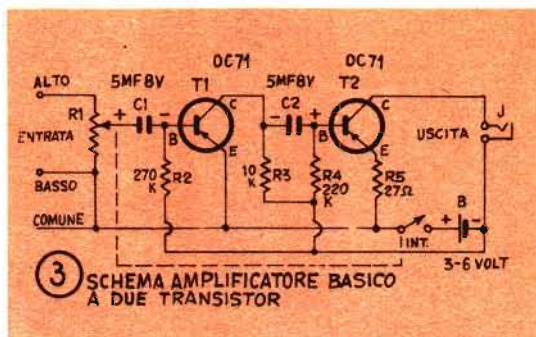 OC71
OC71
ALTO
5MF8V
T1
5MF8V
T2
R1
+ C1 -
C
- C2 +
C
J
ENTRATA
B
B
USCITA
E
E
BASSO
270 K
R2
10 K
R3
R4
220 K
R5
27Ω
COMUNE
+ B -
INT.
3-6 VOLT
3 SCHEMA AMPLIFICATORE BASICO
A DUE TRANSISTOR